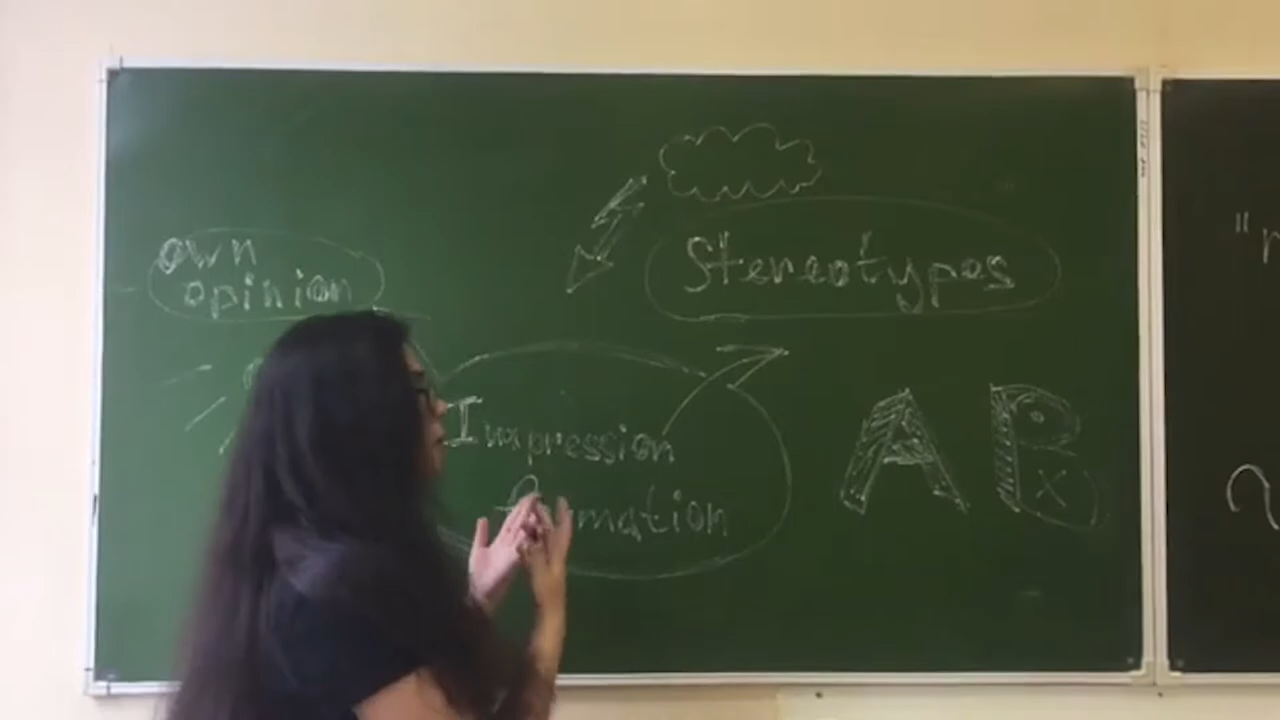 own
opinion
Stereotypes
Impression
formation
A B
x